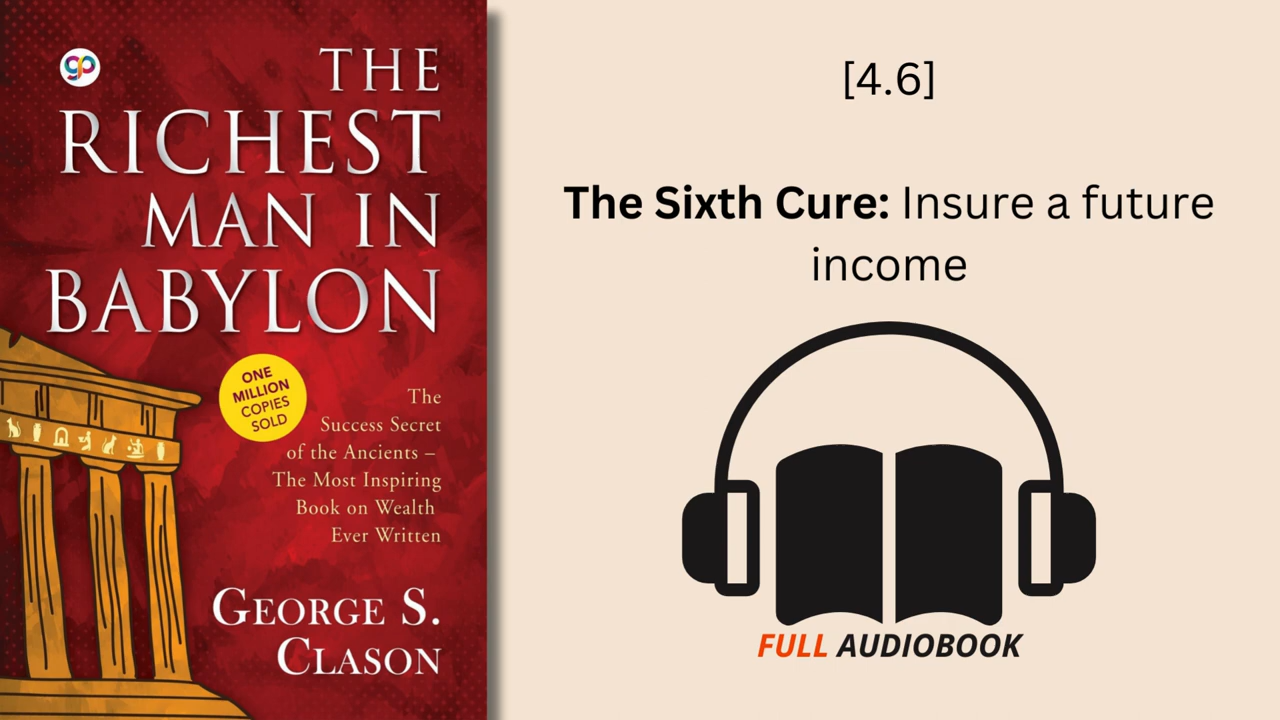 gp
THE
RICHEST
MAN IN
BABYLON
ONE
MILLION
COPIES
SOLD
The
Success Secret
of the Ancients –
The Most Inspiring
Book on Wealth
Ever Written
GEORGE S.
CLASON
[4.6]
The Sixth Cure: Insure a future
income
FULL AUDIOBOOK